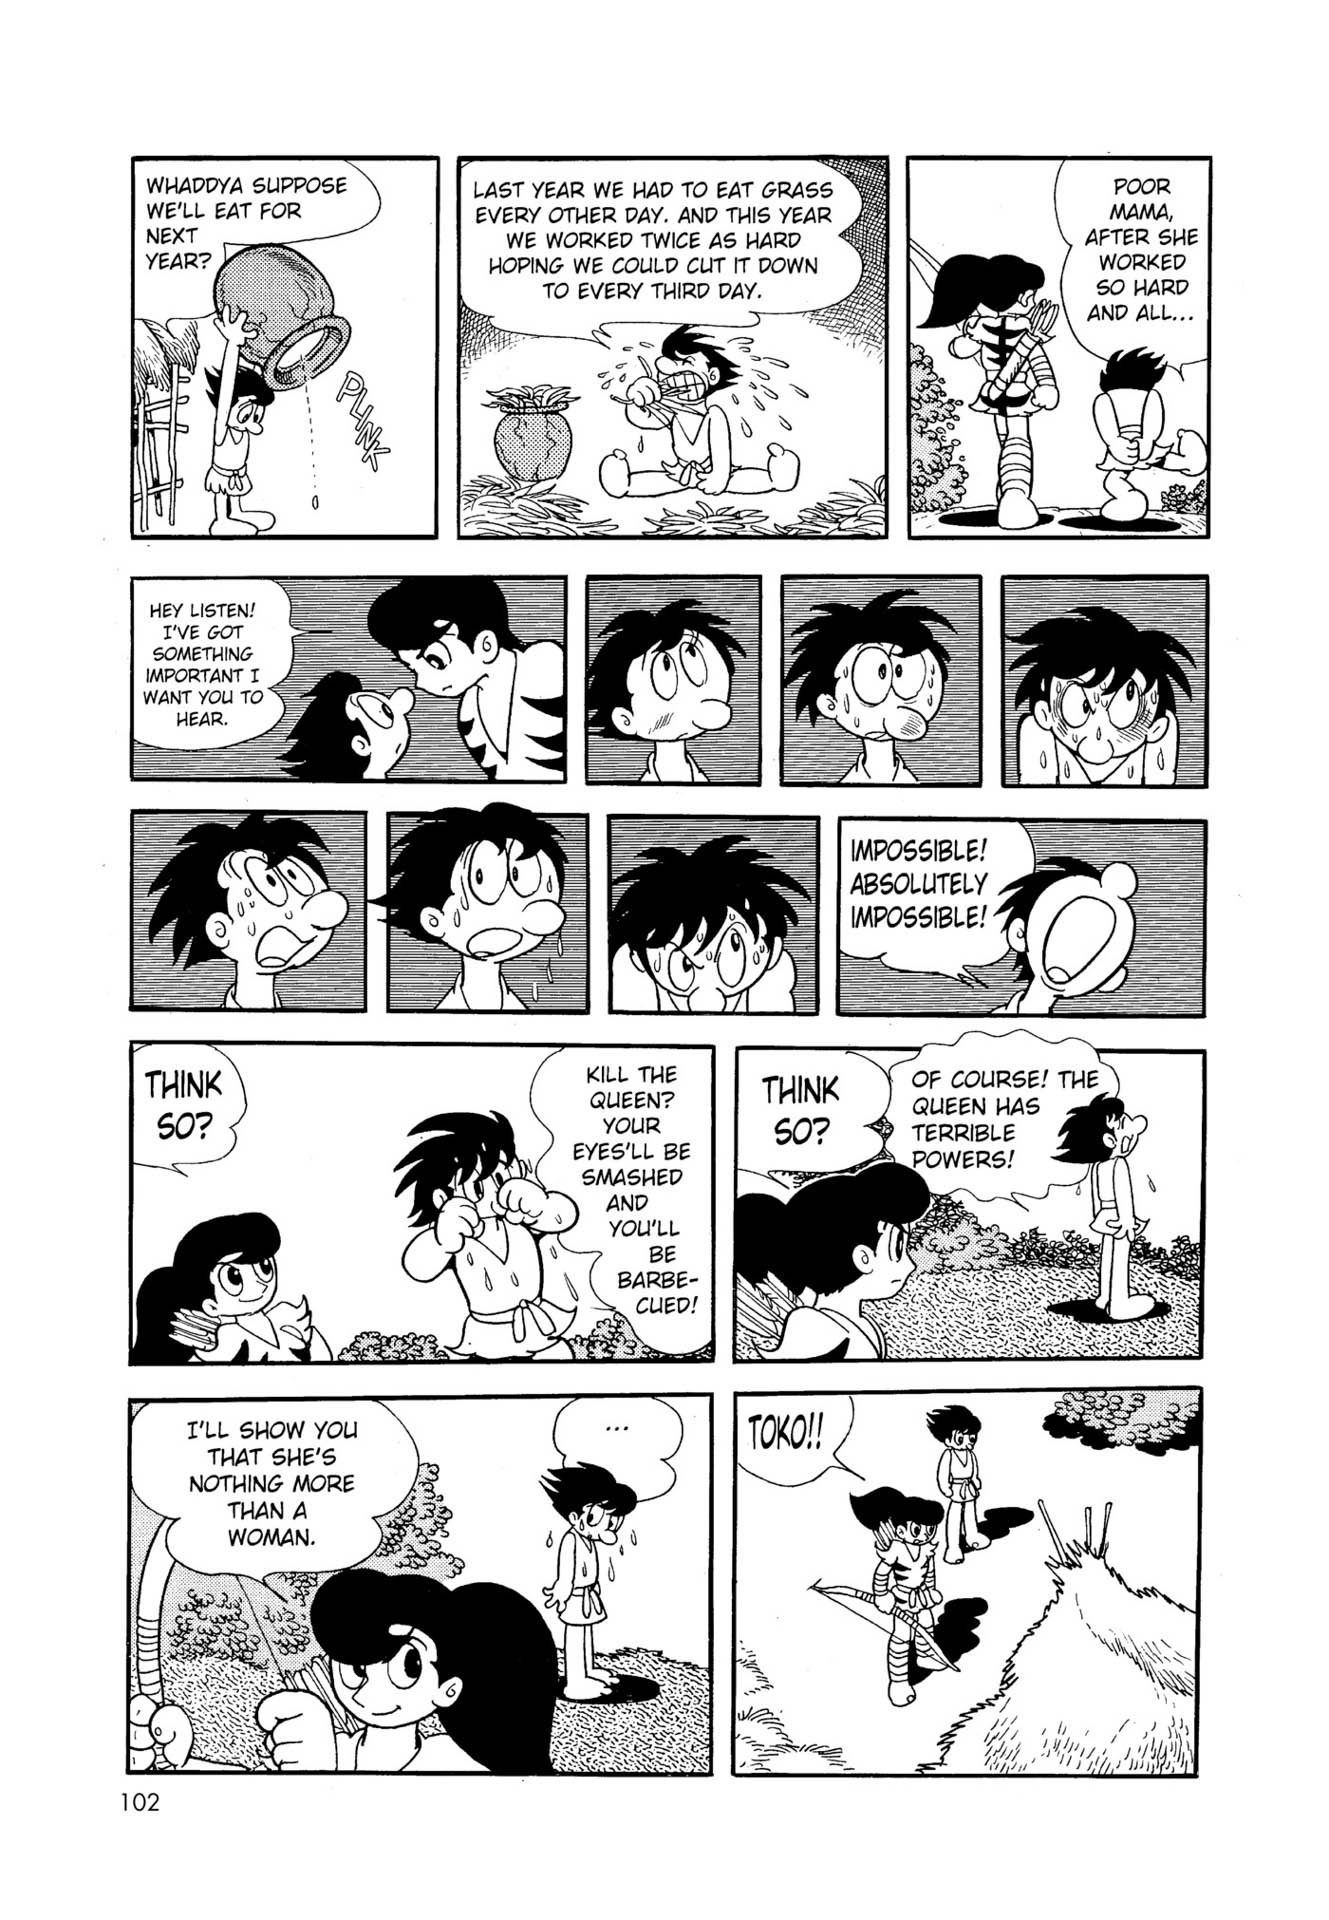 WHADDYA SUPPOSE
WE'LL EAT FOR
NEXT
YEAR?
PLINK
LAST YEAR WE HAD TO EAT GRASS
EVERY OTHER DAY. AND THIS YEAR
WE WORKED TWICE AS HARD
HOPING WE COULD CUT IT DOWN
TO EVERY THIRD DAY.
POOR
MAMA,
AFTER SHE
WORKED
SO HARD
AND ALL...
HEY LISTEN!
I'VE GOT
SOMETHING
IMPORTANT I
WANT YOU TO
HEAR.
IMPOSSIBLE!
ABSOLUTELY
IMPOSSIBLE!
THINK
SO?
KILL THE
QUEEN?
YOUR
EYES'LL BE
SMASHED
AND
YOU'LL
BE
BARBE-
CUED!
THINK
SO?
OF COURSE! THE
QUEEN HAS
TERRIBLE
POWERS!
I'LL SHOW YOU
THAT SHE'S
NOTHING MORE
THAN A
WOMAN.
...
TOKO!!
102